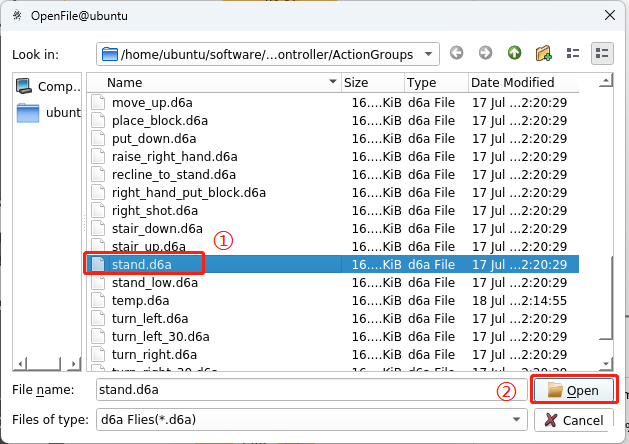 OpenFile@ubuntu
Look in: /home/ubuntu/software/...ontroller/ActionGroups
Comp...
ubunt
Name Size Type Date Modified
move_up.d6a 16....KiB d6a File 17 Jul ...2:20:29
place_block.d6a 16....KiB d6a File 17 Jul ...2:20:29
put_down.d6a 16....KiB d6a File 17 Jul ...2:20:29
raise_right_hand.d6a 16....KiB d6a File 17 Jul ...2:20:29
recline_to_stand.d6a 16....KiB d6a File 17 Jul ...2:20:29
right_hand_put_block.d6a 16....KiB d6a File 17 Jul ...2:20:29
right_shot.d6a 16....KiB d6a File 17 Jul ...2:20:29
stair_down.d6a 16....KiB d6a File 17 Jul ...2:20:29
stair_up.d6a 16....KiB d6a File 17 Jul ...2:20:29
①
stand.d6a 16....KiB d6a File 17 Jul ...2:20:29
stand_low.d6a 16....KiB d6a File 17 Jul ...2:20:29
temp.d6a 16....KiB d6a File 18 Jul ...2:14:55
turn_left.d6a 16....KiB d6a File 17 Jul ...2:20:29
turn_left_30.d6a 16....KiB d6a File 17 Jul ...2:20:29
turn_right.d6a 16....KiB d6a File 17 Jul ...2:20:29
turn_right_30.d6a 16....KiB d6a File 17 Jul ...2:20:29
File name: stand.d6a ② Open
Files of type: d6a Flies(*.d6a) Cancel